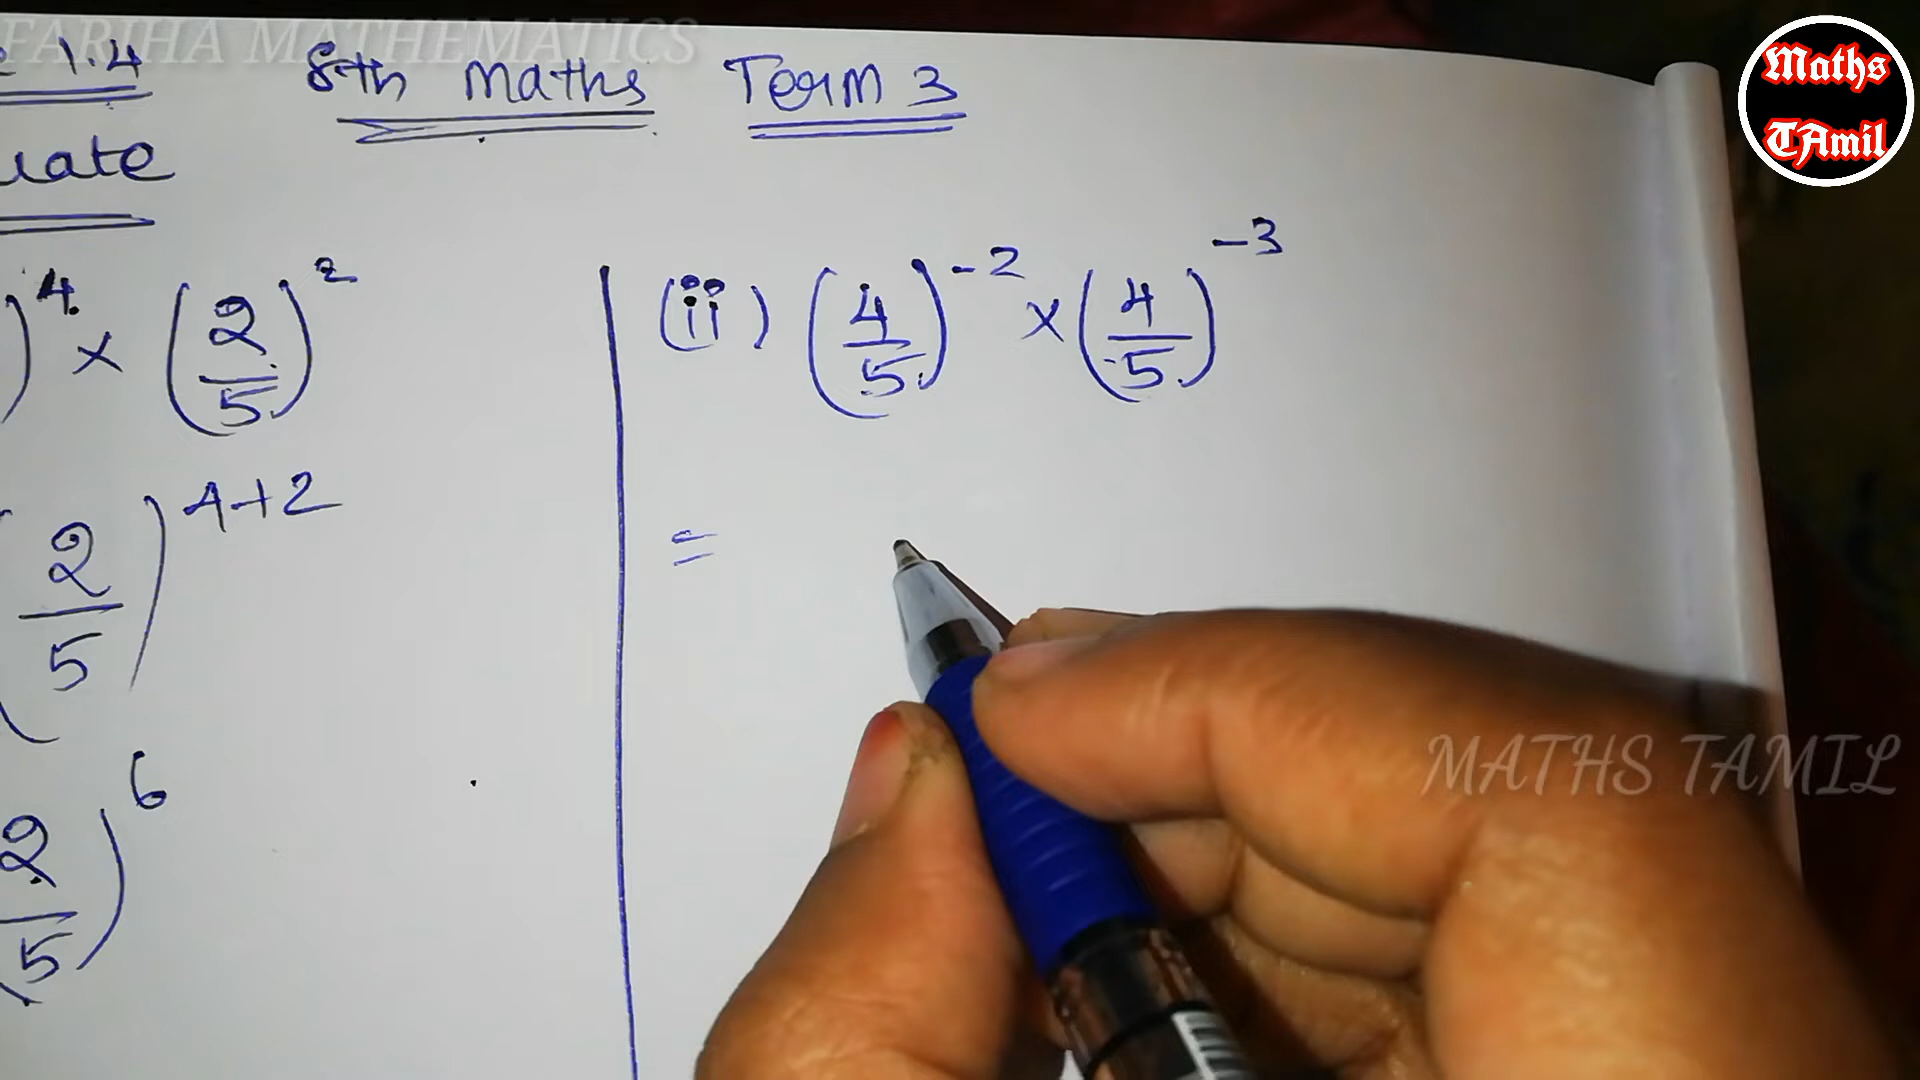 FARIHA MATHEMATICS
1.4 8th Maths Term 3
Maths
TAmil
)^4 × (2/5)^2
(2/5)^{4+2}
(2/5)^6
(ii) (4/5)^{-2} × (4/5)^{-3}
=
MATHS TAMIL